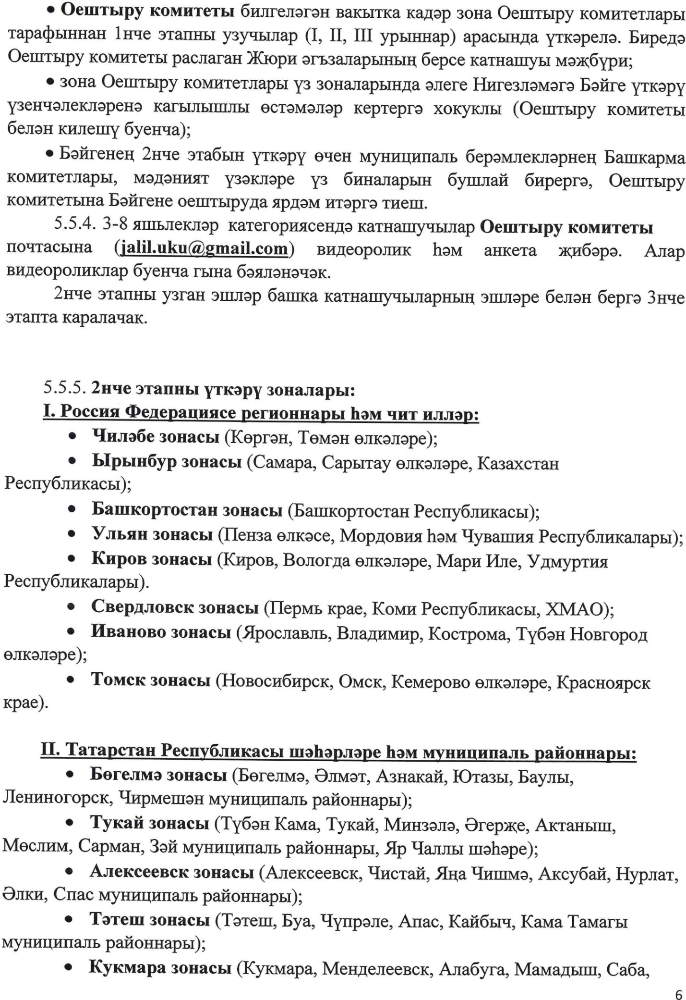 • Оештыру комитеты билгеләгән вакытка кадәр зона Оештыру комитетлары
тарафыннан 1нче этапны узучылар (I, II, III урыннар) арасында үткәрелә. Биредә
Оештыру комитеты раслаган Жюри әгъзаларының берсе катнашуы мәҗбүри;
• зона Оештыру комитетлары үз зоналарында әлеге Нигезләмәгә Бәйге үткәрү
үзенчәлекләренә кагылышлы өстәмәләр кертергә хокуклы (Оештыру комитеты
белән килешү буенча);
• Бәйгенең 2нче этабын үткәрү өчен муниципаль берәмлекләрнең Башкарма
комитетлары, мәдәният үзәкләре үз биналарын бушлай бирергә, Оештыру
комитетына Бәйгене оештыруда ярдәм итәргә тиеш.
5.5.4. 3-8 яшьлекләр категориясендә катнашучылар Оештыру комитеты
почтасына (jalil.uku@gmail.com) видеоролик һәм анкета җибәрә. Алар
видеороликлар буенча гына бәяләнәчәк.
2нче этапны узган эшләр башка катнашучыларның эшләре белән бергә 3нче
этапта каралачак.
5.5.5. 2нче этапны үткәрү зоналары:
I. Россия Федерациясе регионнары һәм чит илләр:
• Чиләбе зонасы (Көргән, Төмән өлкәләре);
• Ырынбур зонасы (Самара, Сарытау өлкәләре, Казахстан
Республикасы);
• Башкортостан зонасы (Башкортостан Республикасы);
• Ульян зонасы (Пенза өлкәсе, Мордовия һәм Чувашия Республикалары);
• Киров зонасы (Киров, Вологда өлкәләре, Мари Иле, Удмуртия
Республикалары).
• Свердловск зонасы (Пермь крае, Коми Республикасы, ХМАО);
• Иваново зонасы (Ярославль, Владимир, Кострома, Түбән Новгород
өлкәләре);
• Томск зонасы (Новосибирск, Омск, Кемерово өлкәләре, Красноярск
крае).
II. Татарстан Республикасы шәһәрләре һәм муниципаль районнары:
• Бөгелмә зонасы (Бөгелмә, Әлмәт, Азнакай, Ютазы, Баулы,
Лениногорск, Чирмешән муниципаль районнары);
• Тукай зонасы (Түбән Кама, Тукай, Минзәлә, Әгерҗе, Актаныш,
Мөслим, Сарман, Зәй муниципаль районнары, Яр Чаллы шәһәре);
• Алексеевск зонасы (Алексеевск, Чистай, Яңа Чишмә, Аксубай, Нурлат,
Әлки, Спас муниципаль районнары);
• Тәтеш зонасы (Тәтеш, Буа, Чүпрәле, Апас, Кайбыч, Кама Тамагы
муниципаль районнары);
• Кукмара зонасы (Кукмара, Менделеевск, Алабуга, Мамадыш, Саба,
6